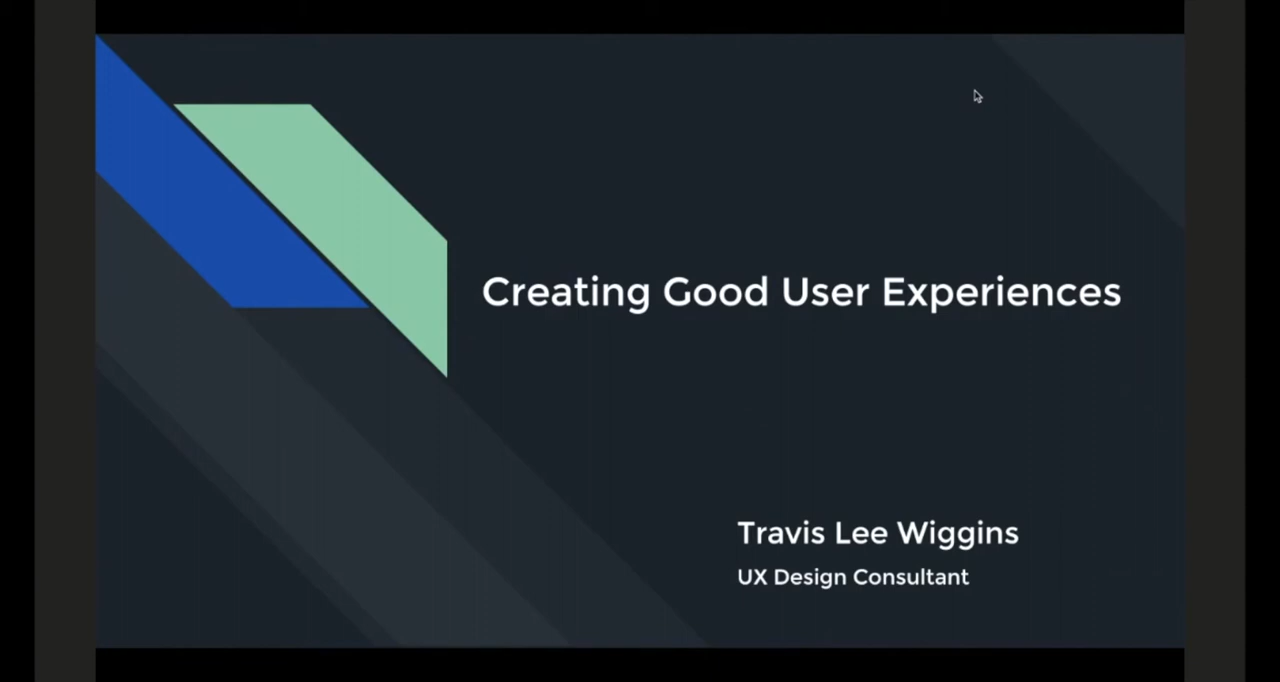 Creating Good User Experiences
Travis Lee Wiggins
UX Design Consultant